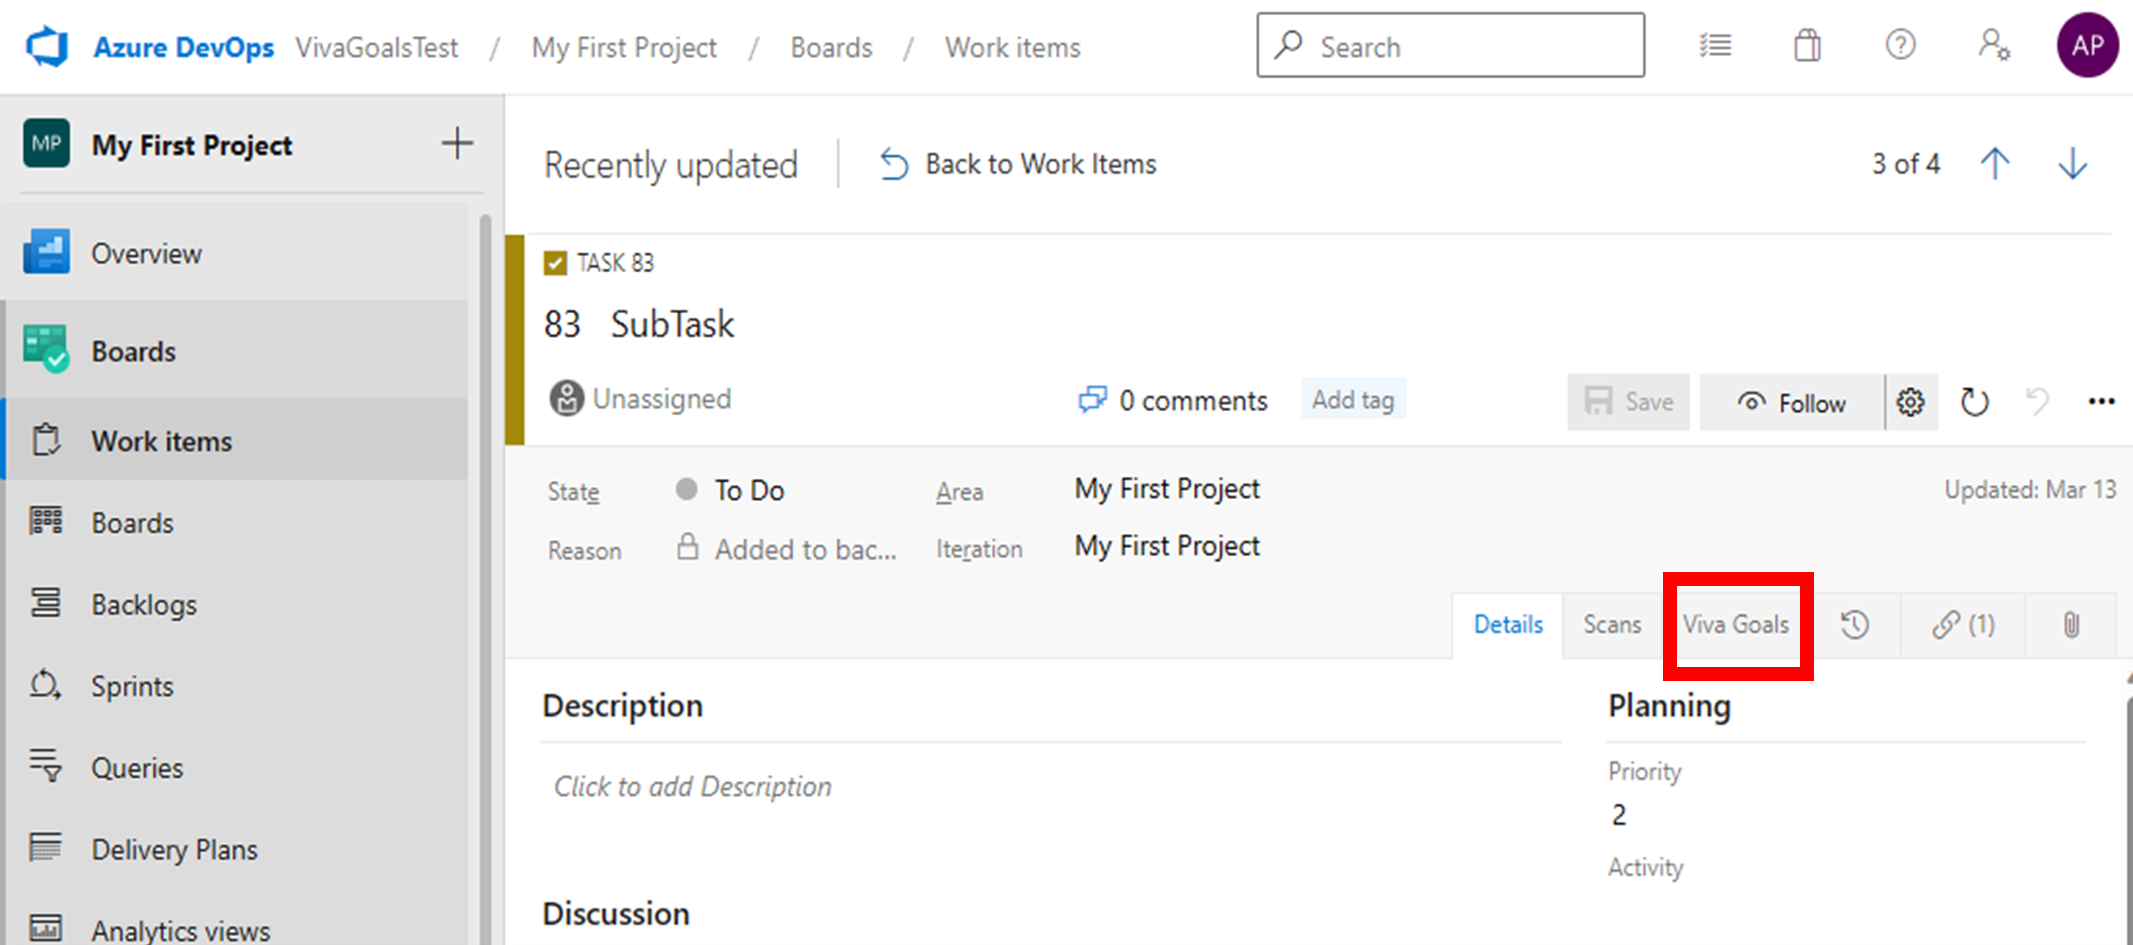 Azure DevOps VivaGoalsTest / My First Project / Boards / Work items
Search
AP
MP My First Project
Overview
Boards
Work items
Boards
Backlogs
Sprints
Queries
Delivery Plans
Analytics views
Recently updated
Back to Work Items
3 of 4
TASK 83
83 SubTask
Unassigned
0 comments
Add tag
Save
Follow
State To Do
Area My First Project
Updated: Mar 13
Reason Added to bac...
Iteration My First Project
Details
Scans
Viva Goals
(1)
Description
Click to add Description
Discussion
Planning
Priority
2
Activity